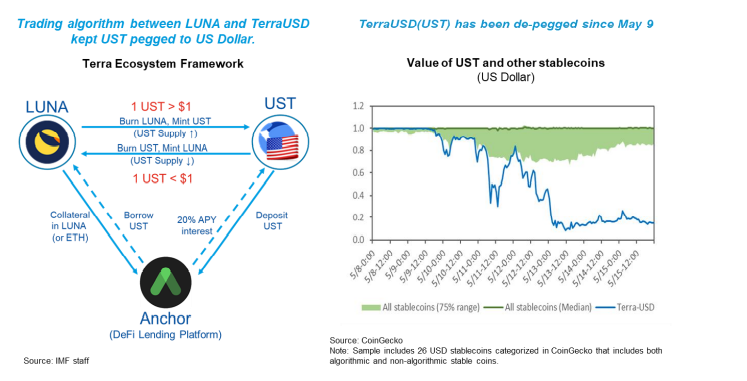 Trading algorithm between LUNA and TerraUSD
kept UST pegged to US Dollar.
Terra Ecosystem Framework
LUNA
UST
1 UST > $1
Burn LUNA, Mint UST
(UST Supply ↑)
Burn UST, Mint LUNA
(UST Supply ↓)
1 UST < $1
Collateral
in LUNA
(or ETH)
Borrow
UST
20% APY
interest
Deposit
UST
Anchor
(DeFi Lending Platform)
Source: IMF staff
TerraUSD(UST) has been de-pegged since May 9
Value of UST and other stablecoins
(US Dollar)
1.2
1.0
0.8
0.6
0.4
0.2
0.0
5/8-0:00
5/8-12:00
5/9-0:00
5/9-12:00
5/10-0:00
5/10-12:00
5/11-0:00
5/11-12:00
5/12-0:00
5/12-12:00
5/13-0:00
5/13-12:00
5/14-0:00
5/14-12:00
5/15-0:00
5/15-12:00
All stablecoins (75% range)
All stablecoins (Median)
Terra-USD
Source: CoinGecko
Note: Sample includes 26 USD stablecoins categorized in CoinGecko that includes both
algorithmic and non-algorithmic stable coins.